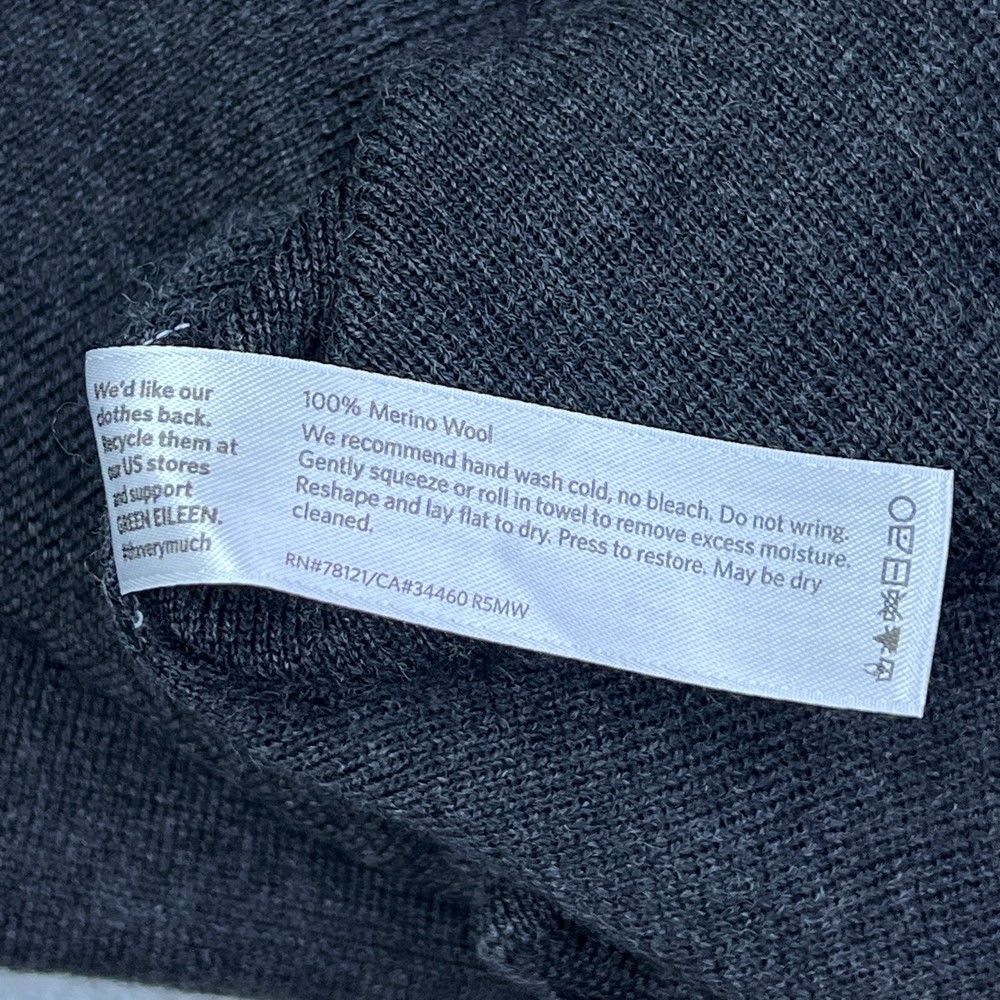 We'd like our
clothes back.
Recycle them at
our US stores
and support
GREEN EILEEN.
100% Merino Wool
We recommend hand wash cold, no bleach. Do not wring.
Gently squeeze or roll in towel to remove excess moisture.
Reshape and lay flat to dry. Press to restore. May be dry
cleaned.
RN#78121/CA#34460 R5MW